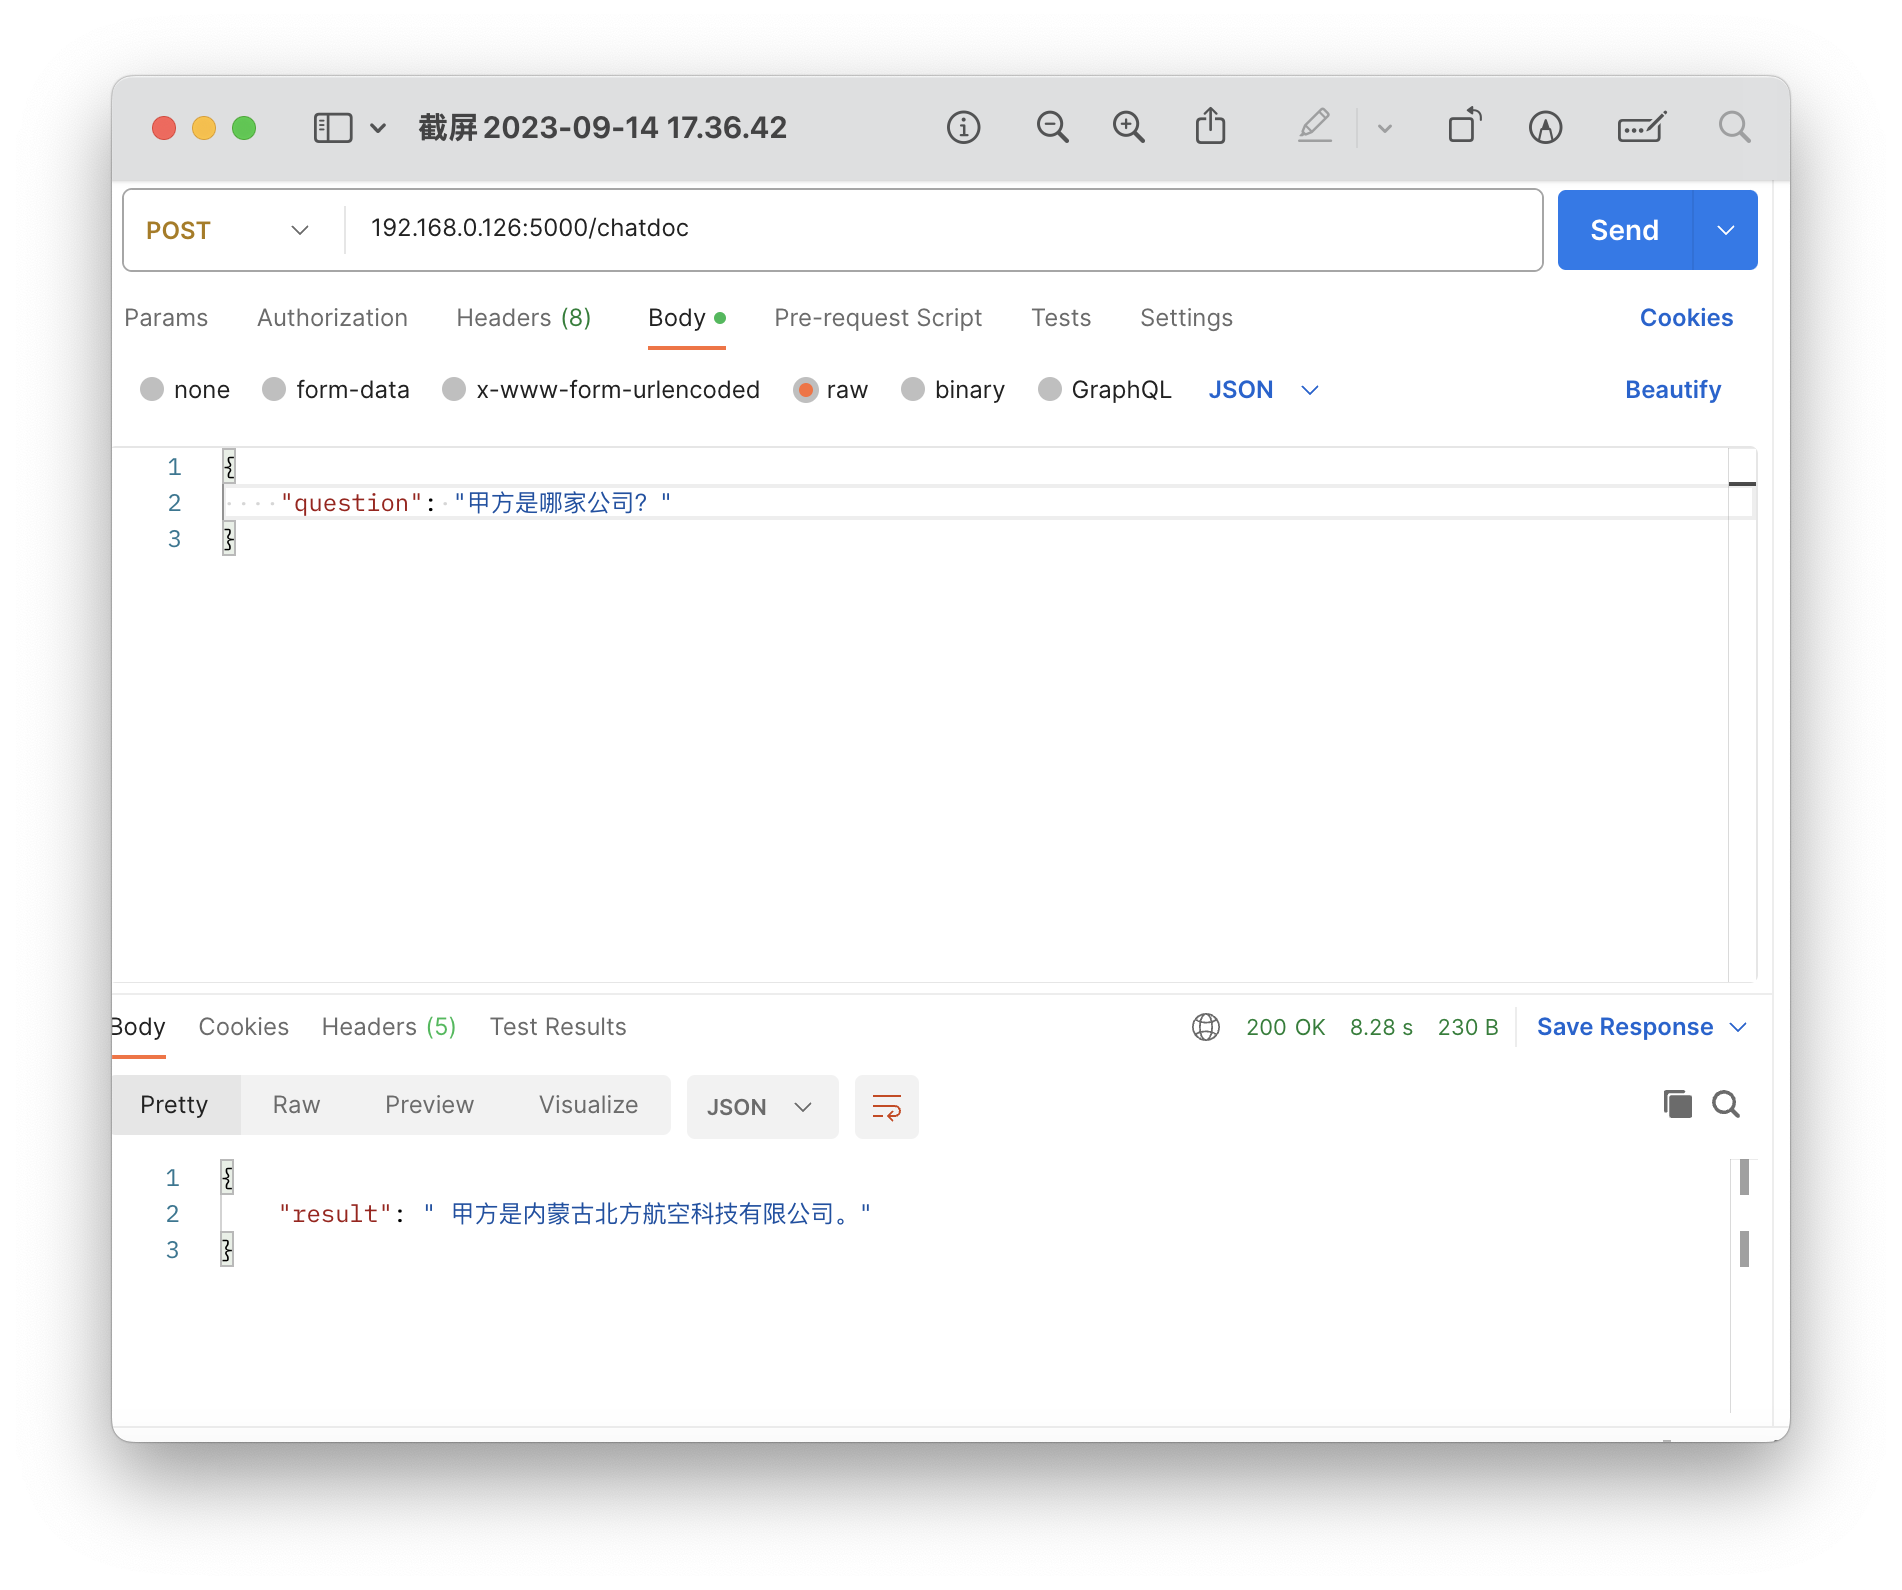 截屏2023-09-14 17.36.42
POST 192.168.0.126:5000/chatdoc Send
Params Authorization Headers (8) Body Pre-request Script Tests Settings Cookies
none form-data x-www-form-urlencoded raw binary GraphQL JSON Beautify
1 {
2 "question": "甲方是哪家公司？"
3 }
Body Cookies Headers (5) Test Results 200 OK 8.28 s 230 B Save Response
Pretty Raw Preview Visualize JSON
1 {
2 "result": " 甲方是内蒙古北方航空科技有限公司。"
3 }